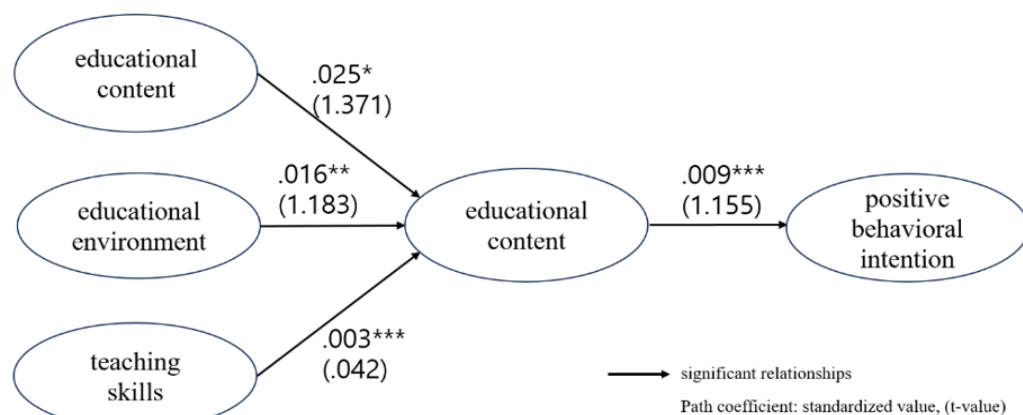 educational
content
.025*
(1.371)
educational
environment
.016**
(1.183)
educational
content
.009***
(1.155)
positive
behavioral
intention
teaching
skills
.003***
(.042)
significant relationships
Path coefficient: standardized value, (t-value)